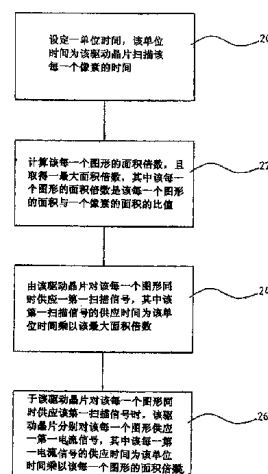 设定一单位时间，该单位
时间为该驱动晶片扫描该
每一个像素的时间
20
计算该每一个图形的面积倍数，且
取得一最大面积倍数，其中该每一
个图形的面积倍数是该每一个图形
的面积与一个像素的面积的比值
22
由该驱动晶片对该每一个图形同
时供应一第一扫描信号，其中该
第一扫描信号的供应时间为该单
位时间乘以该最大面积倍数
24
于该驱动晶片对该每一个图形同
时供应该第一扫描信号时，该驱
动晶片分别对该每一个图形供应
一第一电流信号，其中该每一第
一电流信号的供应时间为该单位
时间乘以该每一个图形的面积倍数
26